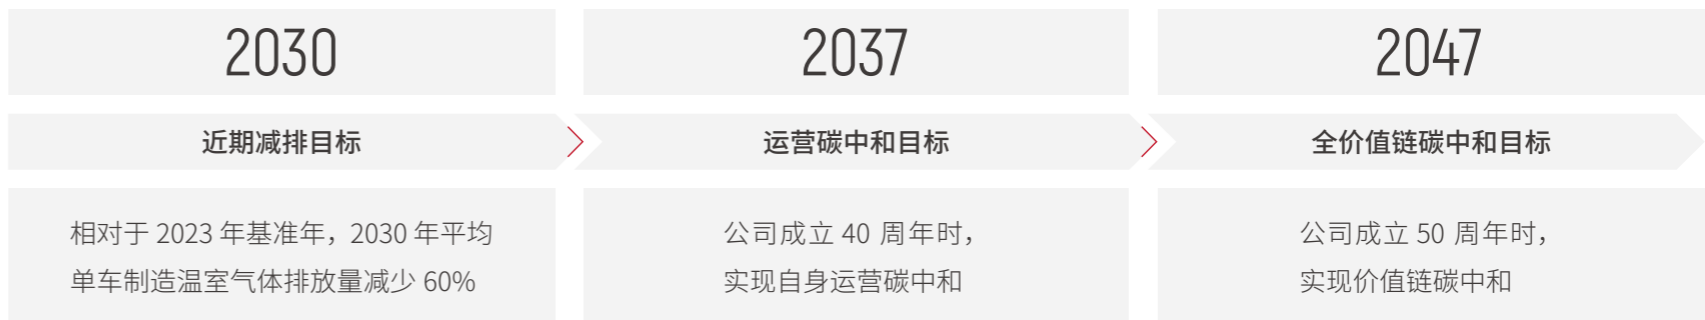 2030
近期减排目标
相对于 2023 年基准年，2030 年平均
单车制造温室气体排放量减少 60%
2037
运营碳中和目标
公司成立 40 周年时，
实现自身运营碳中和
2047
全价值链碳中和目标
公司成立 50 周年时，
实现价值链碳中和